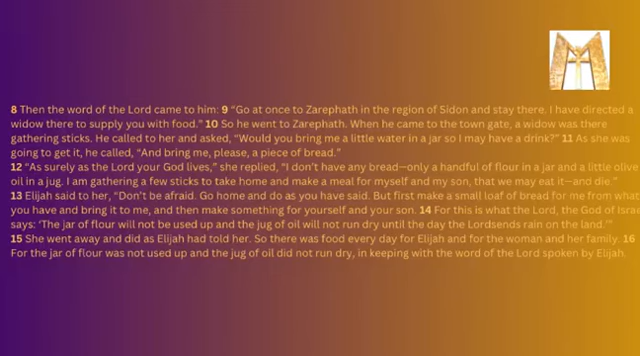 8 Then the word of the Lord came to him: 9 “Go at once to Zarephath in the region of Sidon and stay there. I have directed a
widow there to supply you with food.” 10 So he went to Zarephath. When he came to the town gate, a widow was there
gathering sticks. He called to her and asked, “Would you bring me a little water in a jar so I may have a drink?” 11 As she was
going to get it, he called, “And bring me, please, a piece of bread.”
12 “As surely as the Lord your God lives,” she replied, “I don’t have any bread—only a handful of flour in a jar and a little olive
oil in a jug. I am gathering a few sticks to take home and make a meal for myself and my son, that we may eat it—and die.”
13 Elijah said to her, “Don’t be afraid. Go home and do as you have said. But first make a small loaf of bread for me from what
you have and bring it to me, and then make something for yourself and your son. 14 For this is what the Lord, the God of Isra
says: ‘The jar of flour will not be used up and the jug of oil will not run dry until the day the Lordsends rain on the land.’”
15 She went away and did as Elijah had told her. So there was food every day for Elijah and for the woman and her family. 16
For the jar of flour was not used up and the jug of oil did not run dry, in keeping with the word of the Lord spoken by Elijah.